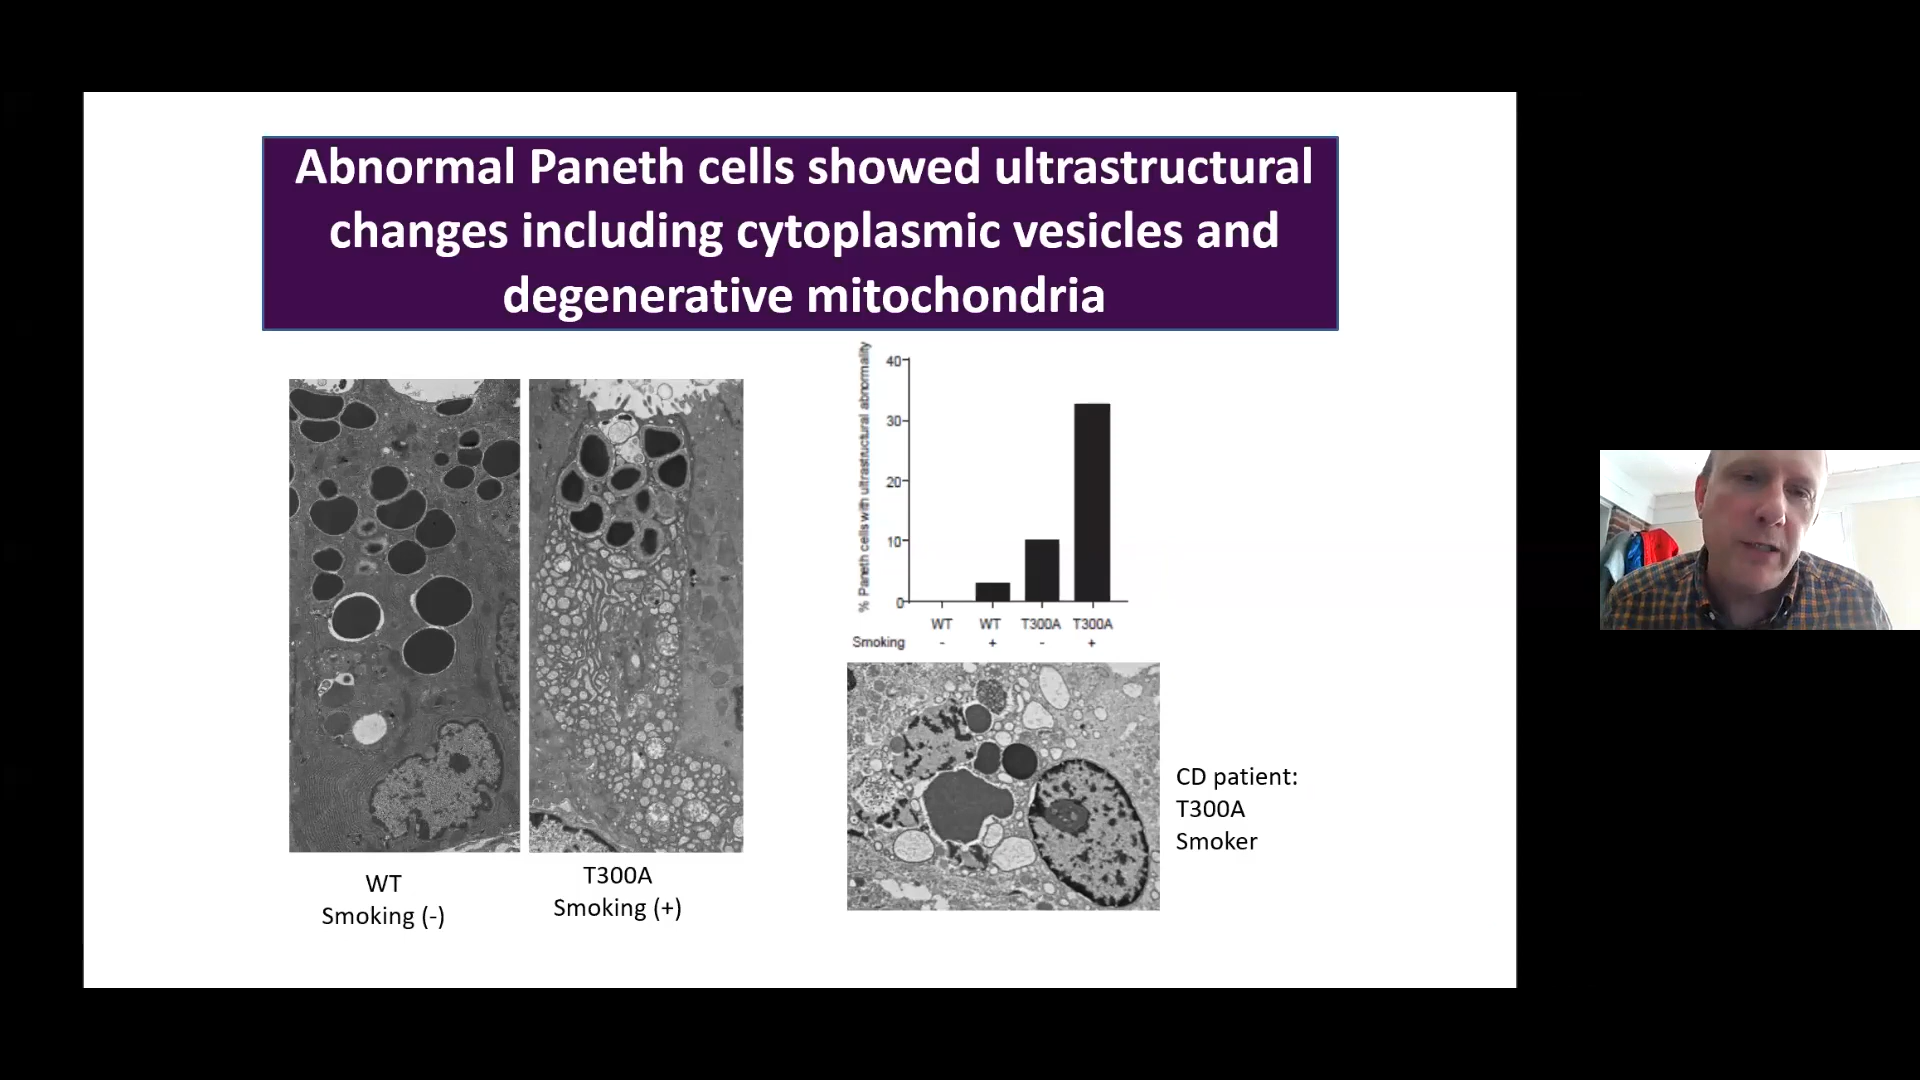 Abnormal Paneth cells showed ultrastructural
changes including cytoplasmic vesicles and
degenerative mitochondria
% Paneth cells with ultrastructural abnormality
40
30
20
10
0
WT WT T300A T300A
Smoking - + - +
WT
Smoking (-)
T300A
Smoking (+)
CD patient:
T300A
Smoker